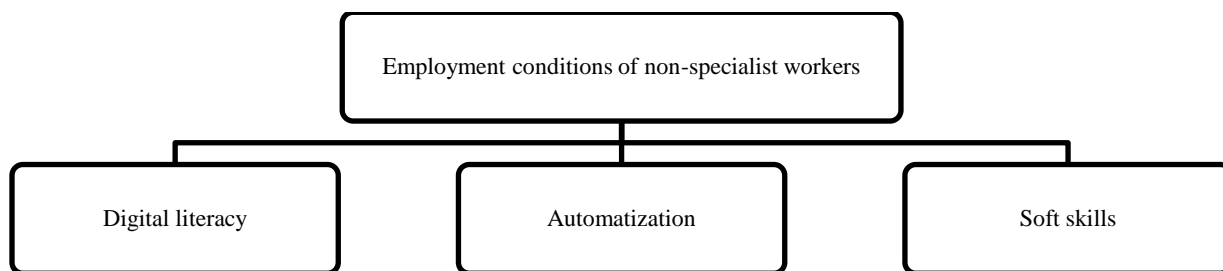 Employment conditions of non-specialist workers
Digital literacy
Automatization
Soft skills